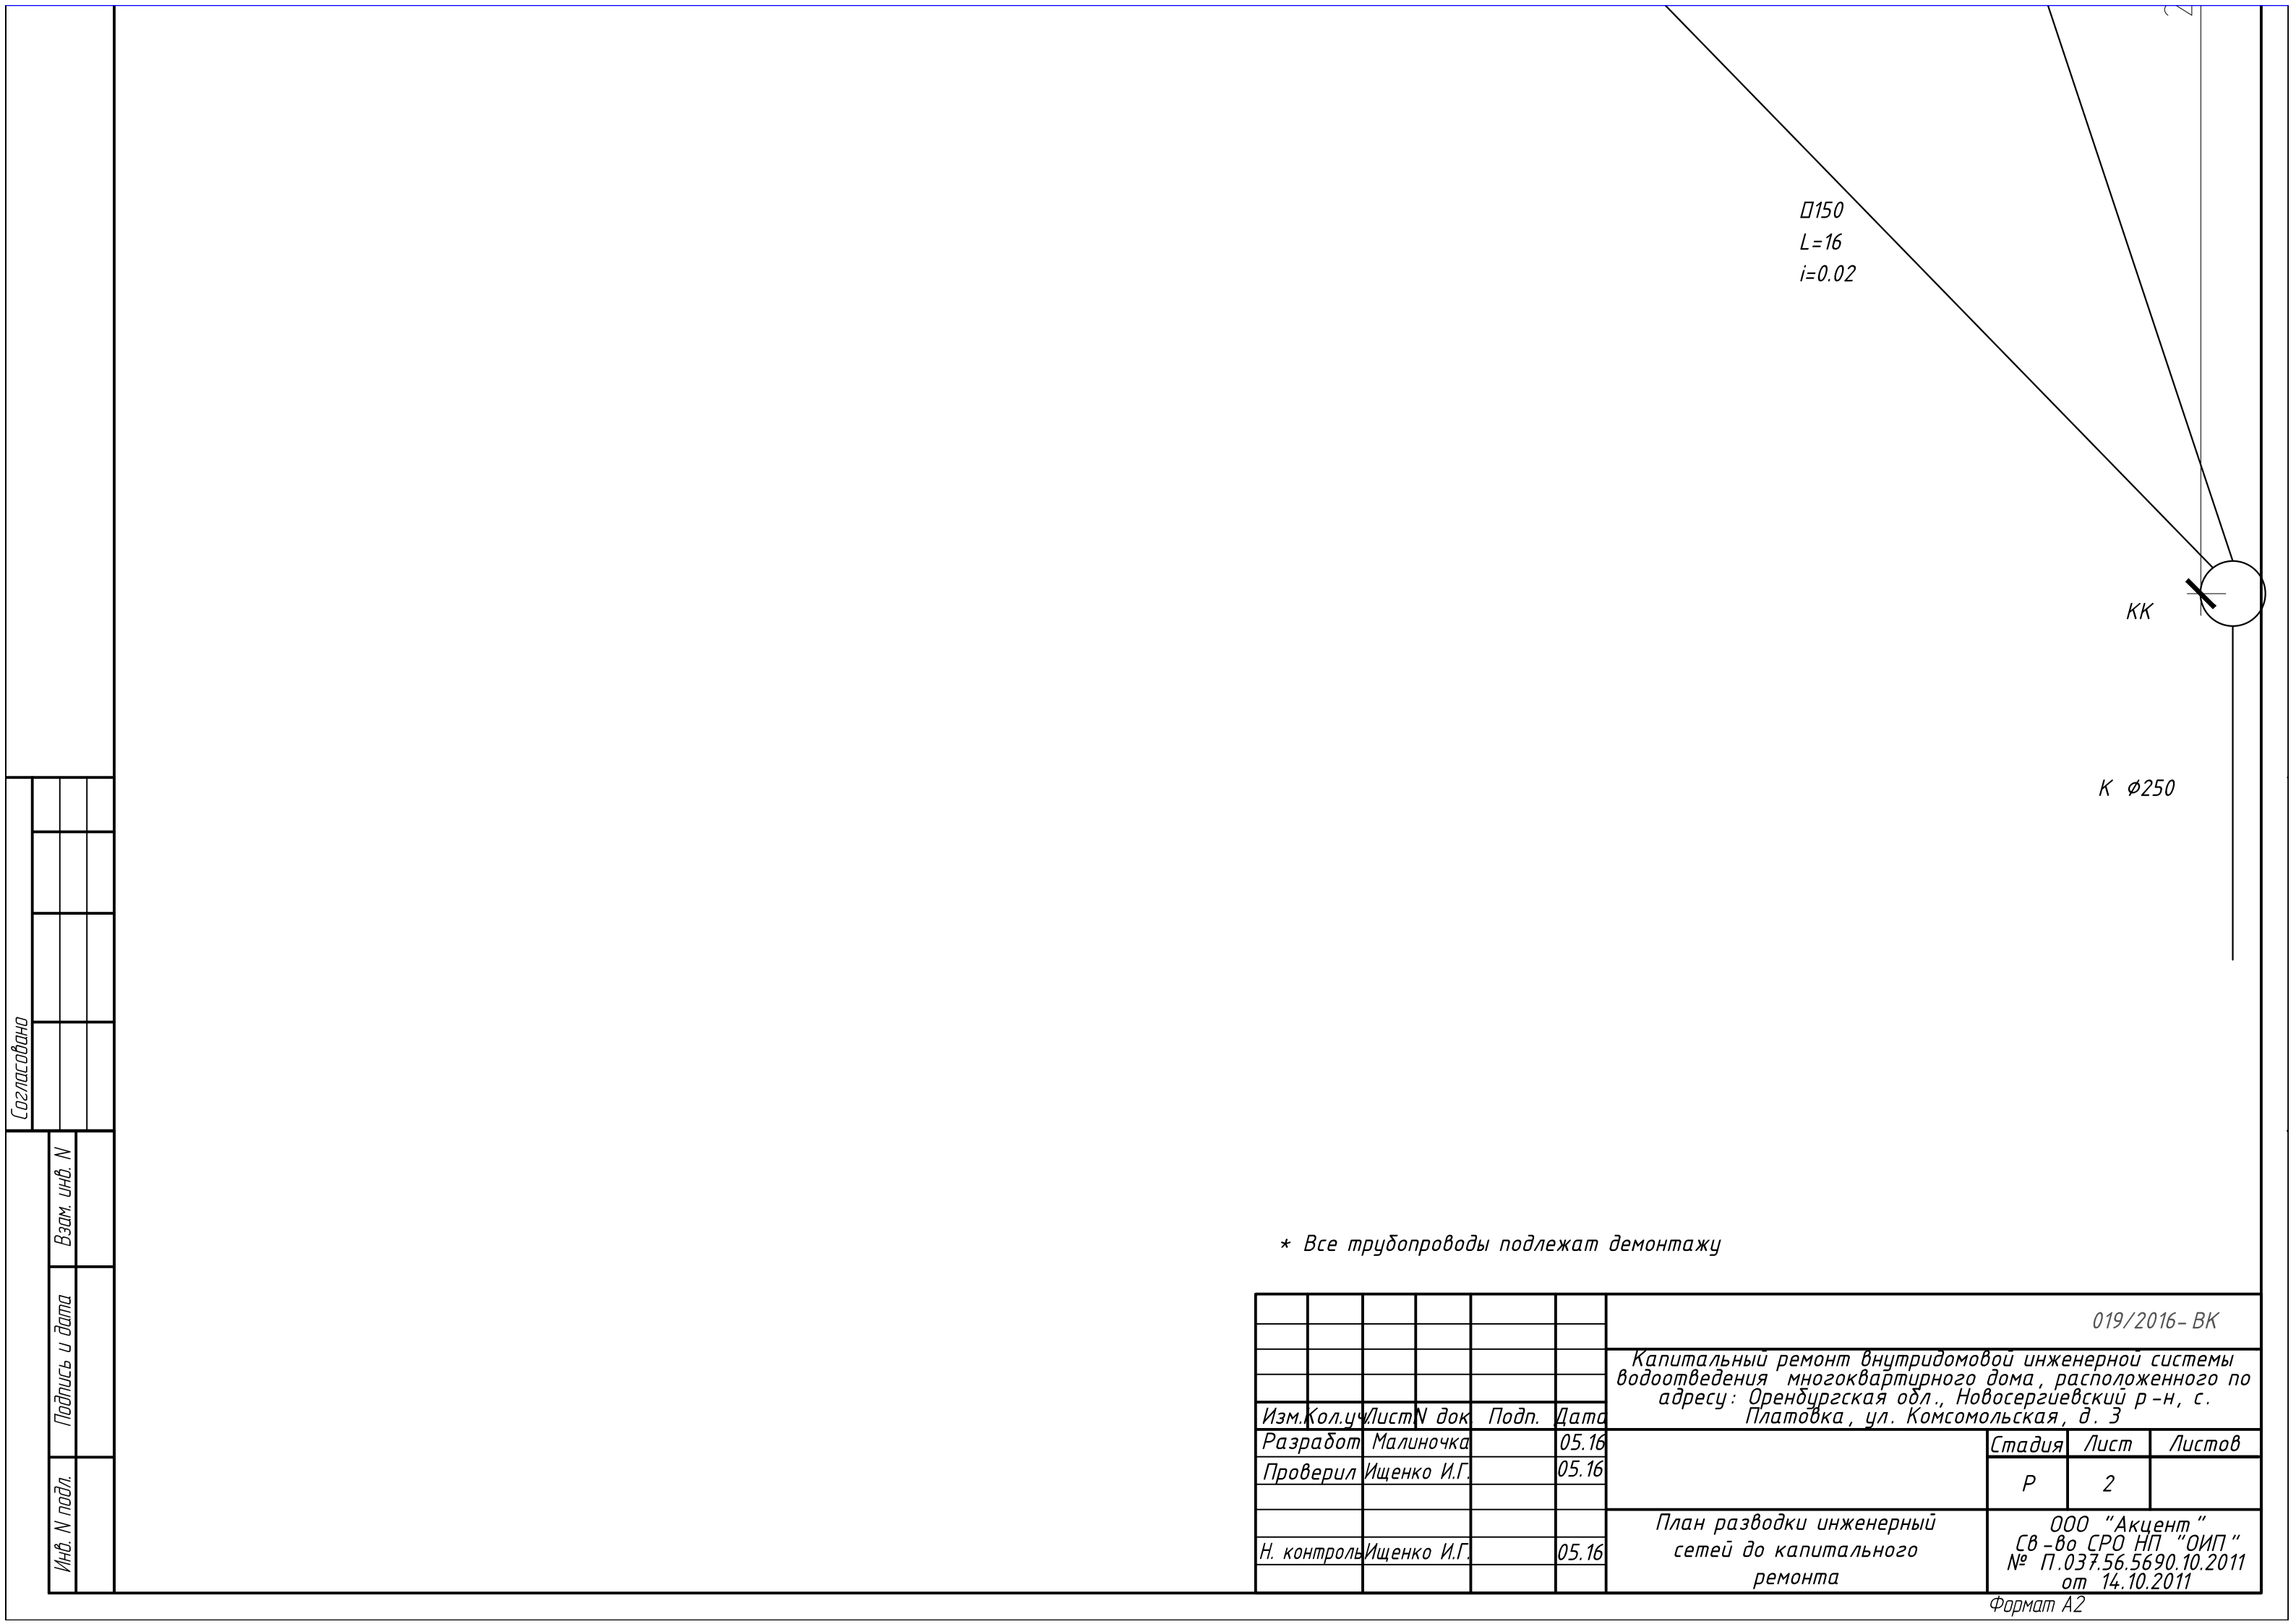 □150
L=16
i=0.02
КК
К ⌀250
Согласовано
Взам. инв. N
Подпись и дата
Инв. N подл.
* Все трубопроводы подлежат демонтажу
019/2016-ВК
Капитальный ремонт внутридомовой инженерной системы
водоотведения многоквартирного дома, расположенного по
адресу: Оренбургская обл., Новосергиевский р-н, с.
Платовка, ул. Комсомольская, д. 3
Изм. Кол.уч Лист N док. Подп. Дата
Разработ Малиночка 05.16
Проверил Ищенко И.Г. 05.16
Н. контроль Ищенко И.Г. 05.16
Стадия Лист Листов
Р 2
План разводки инженерный
сетей до капитального
ремонта
ООО "Акцент"
Св-во СРО НП "ОИП"
№ П.037.56.5690.10.2011
от 14.10.2011
Формат А2